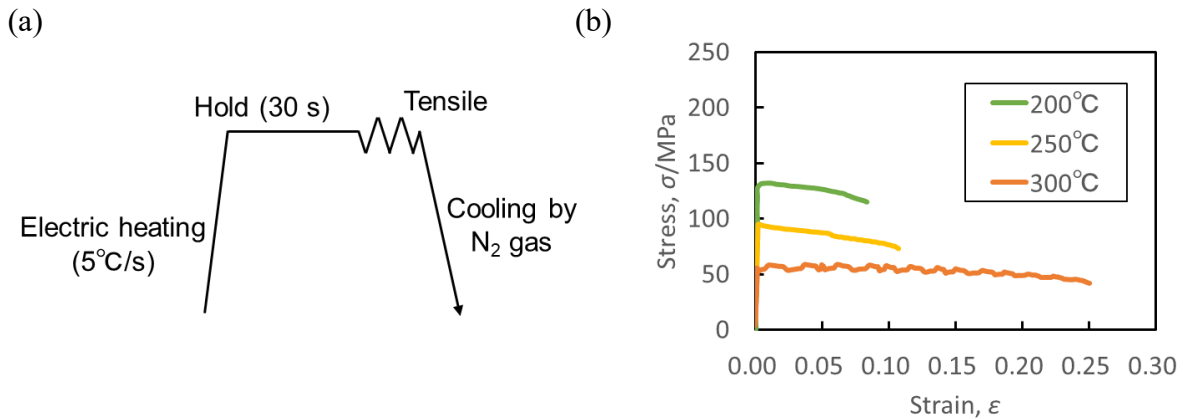 (a)
Hold (30 s)
Tensile
Electric heating
(5°C/s)
Cooling by
N₂ gas
(b)
Stress, σ/MPa
250
200
150
100
50
0
200℃
250℃
300℃
0.00 0.05 0.10 0.15 0.20 0.25 0.30
Strain, ε